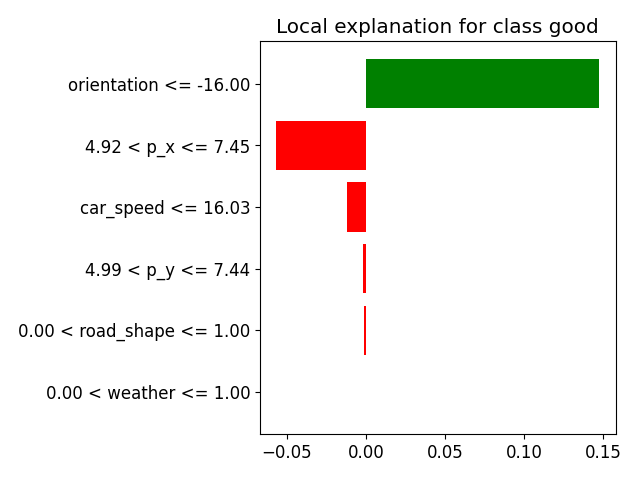 Local explanation for class good
orientation <= -16.00
4.92 < p_x <= 7.45
car_speed <= 16.03
4.99 < p_y <= 7.44
0.00 < road_shape <= 1.00
0.00 < weather <= 1.00
−0.05 0.00 0.05 0.10 0.15